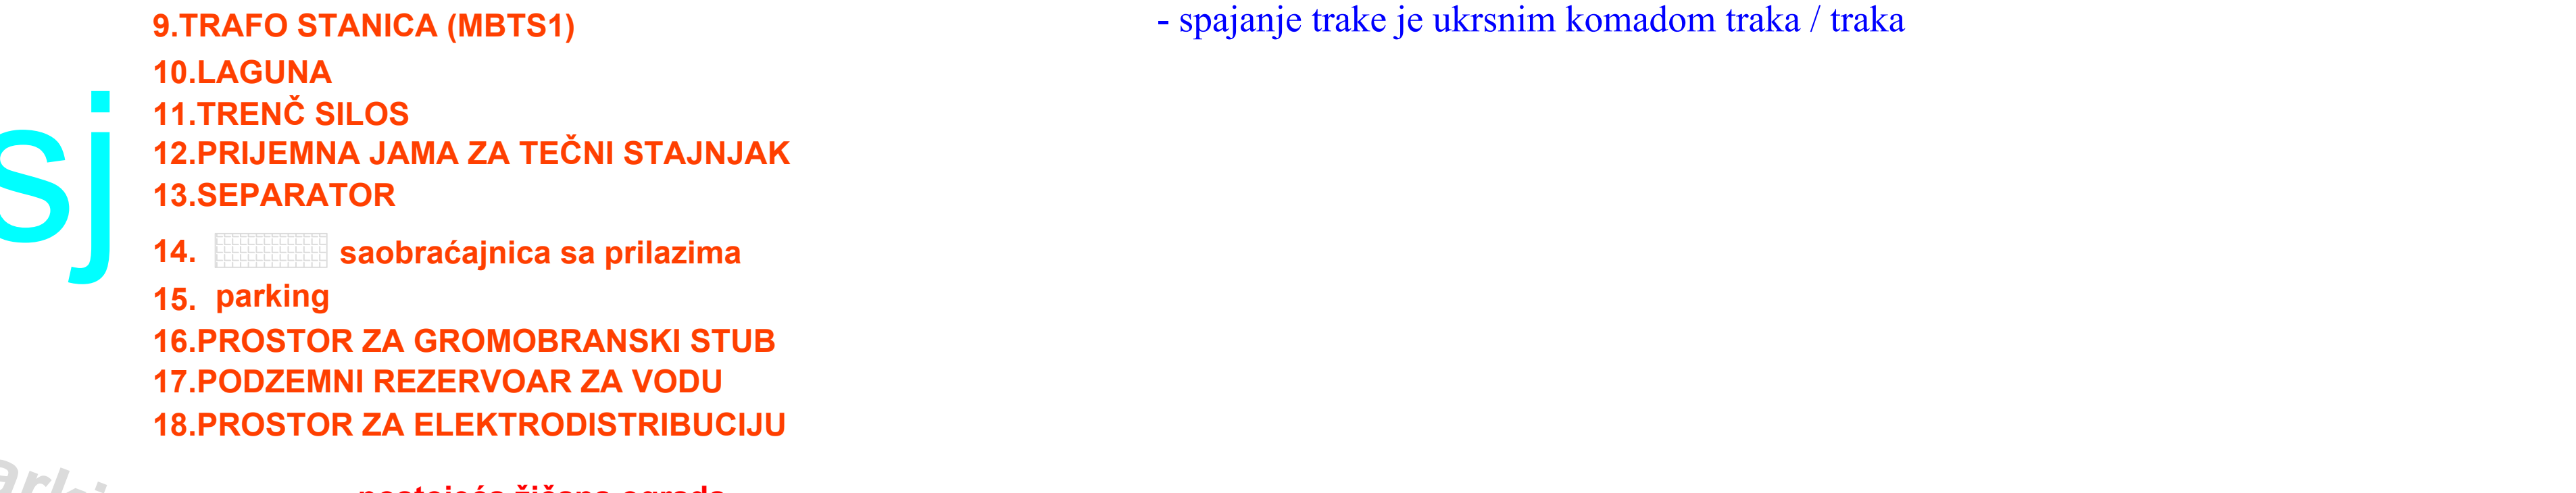 9.TRAFO STANICA (MBTS1)
- spajanje trake je ukrsnim komadom traka / traka
10.LAGUNA
11.TRENČ SILOS
sj
12.PRIJEMNA JAMA ZA TEČNI STAJNJAK
13.SEPARATOR
14. saobraćajnica sa prilazima
15. parking
16.PROSTOR ZA GROMOBRANSKI STUB
17.PODZEMNI REZERVOAR ZA VODU
18.PROSTOR ZA ELEKTRODISTRIBUCIJU